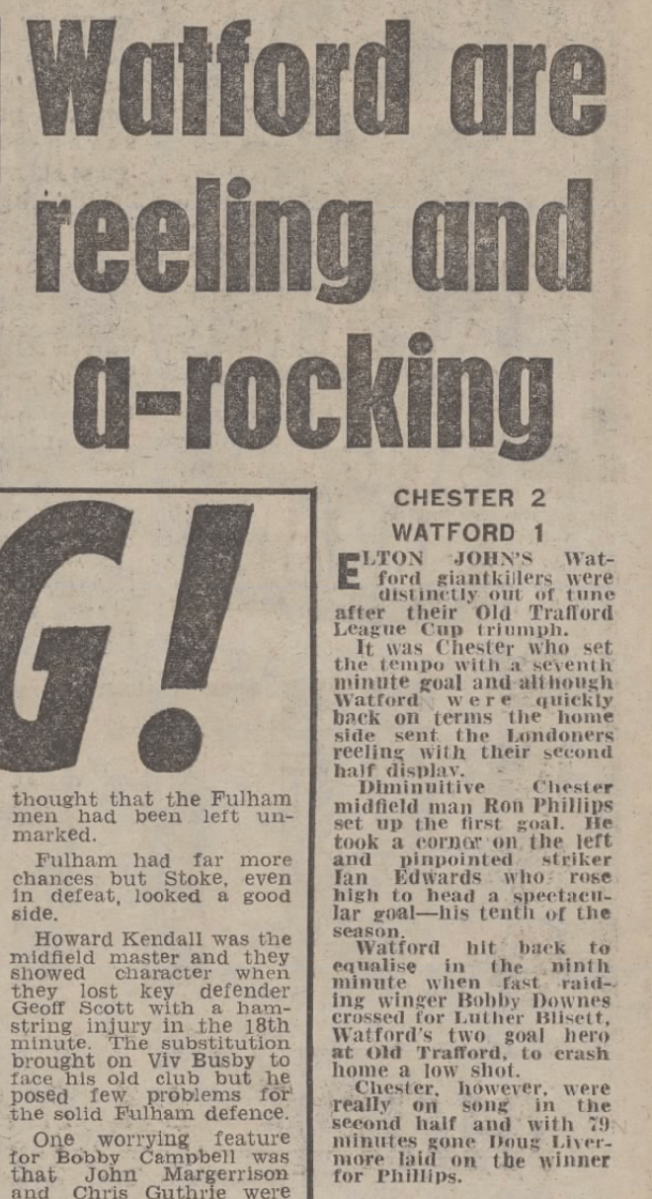 Watford are
reeling and
a-rocking
G!
thought that the Fulham
men had been left un-
marked.
Fulham had far more
chances but Stoke, even
in defeat, looked a good
side.
Howard Kendall was the
midfield master and they
showed character when
they lost key defender
Geoff Scott with a ham-
string injury in the 18th
minute. The substitution
brought on Viv Busby to
face his old club but he
posed few problems for
the solid Fulham defence.
One worrying feature
for Bobby Campbell was
that John Margerrison
and Chris Guthrie were
CHESTER 2
WATFORD 1
ELTON JOHN'S Wat-
ford giantkillers were
distinctly out of tune
after their Old Trafford
League Cup triumph.
It was Chester who set
the tempo with a seventh
minute goal and although
Watford were quickly
back on terms the home
side sent the Londoners
reeling with their second
half display.
Diminuitive Chester
midfield man Ron Phillips
set up the first goal. He
took a corner on the left
and pinpointed striker
Ian Edwards who rose
high to head a spectacu-
lar goal—his tenth of the
season.
Watford hit back to
equalise in the ninth
minute when fast raid-
ing winger Bobby Downes
crossed for Luther Blisett,
Watford's two goal hero
at Old Trafford, to crash
home a low shot.
Chester, however, were
really on song in the
second half and with 79
minutes gone Doug Liver-
more laid on the winner
for Phillips.